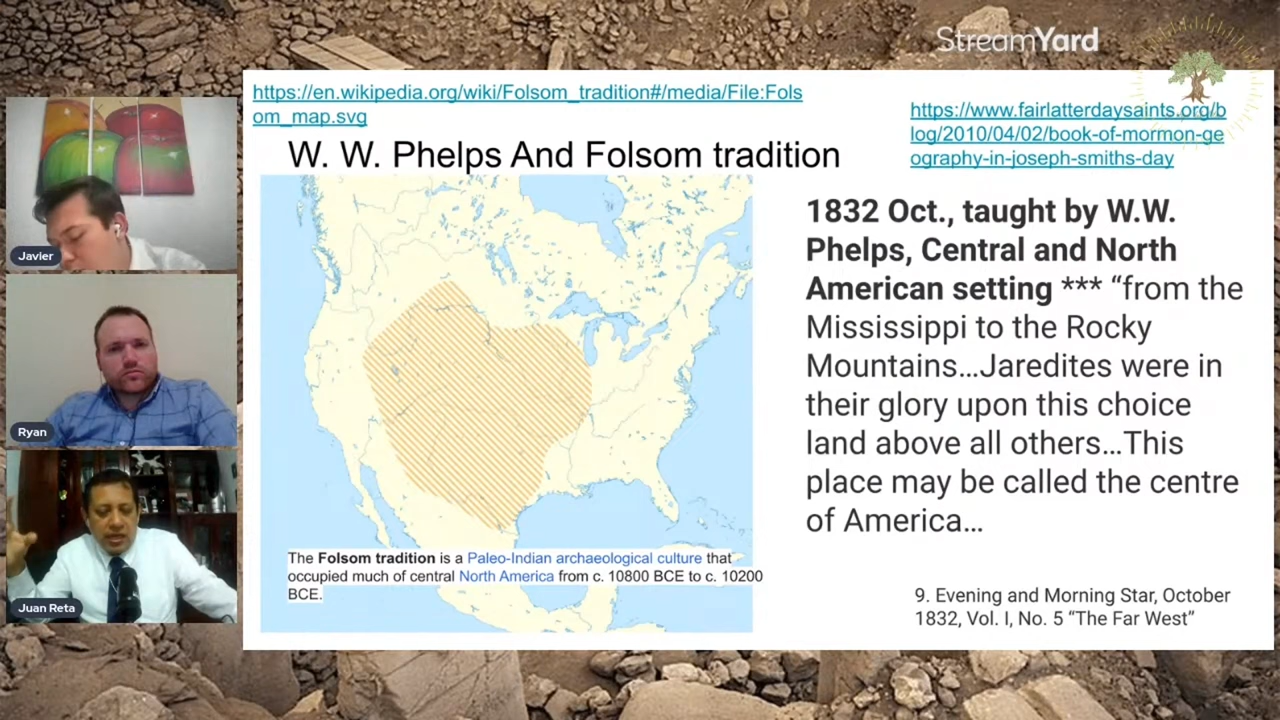 StreamYard
https://en.wikipedia.org/wiki/Folsom_tradition#/media/File:Fols
om_map.svg
https://www.fairlatterdaysaints.org/b
log/2010/04/02/book-of-mormon-ge
ography-in-joseph-smiths-day
W. W. Phelps And Folsom tradition
1832 Oct., taught by W.W.
Phelps, Central and North
American setting *** “from the
Mississippi to the Rocky
Mountains...Jaredites were in
their glory upon this choice
land above all others...This
place may be called the centre
of America...
The Folsom tradition is a Paleo-Indian archaeological culture that
occupied much of central North America from c. 10800 BCE to c. 10200
BCE.
9. Evening and Morning Star, October
1832, Vol. I, No. 5 “The Far West”
Javier
Ryan
Juan Reta